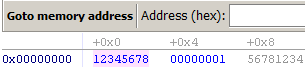 Goto memory address Address (hex):
+0x0 +0x4 +0x8
0x00000000 12345678 00000001 56781234